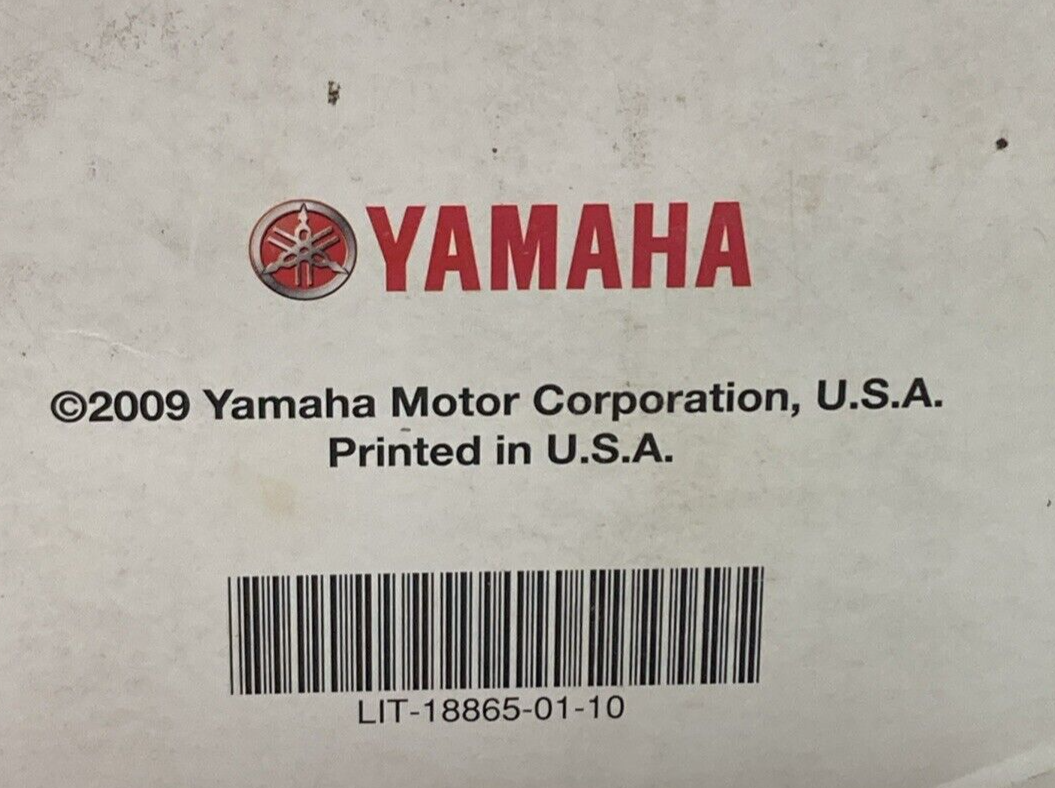 YAMAHA
©2009 Yamaha Motor Corporation, U.S.A.
Printed in U.S.A.
LIT-18865-01-10